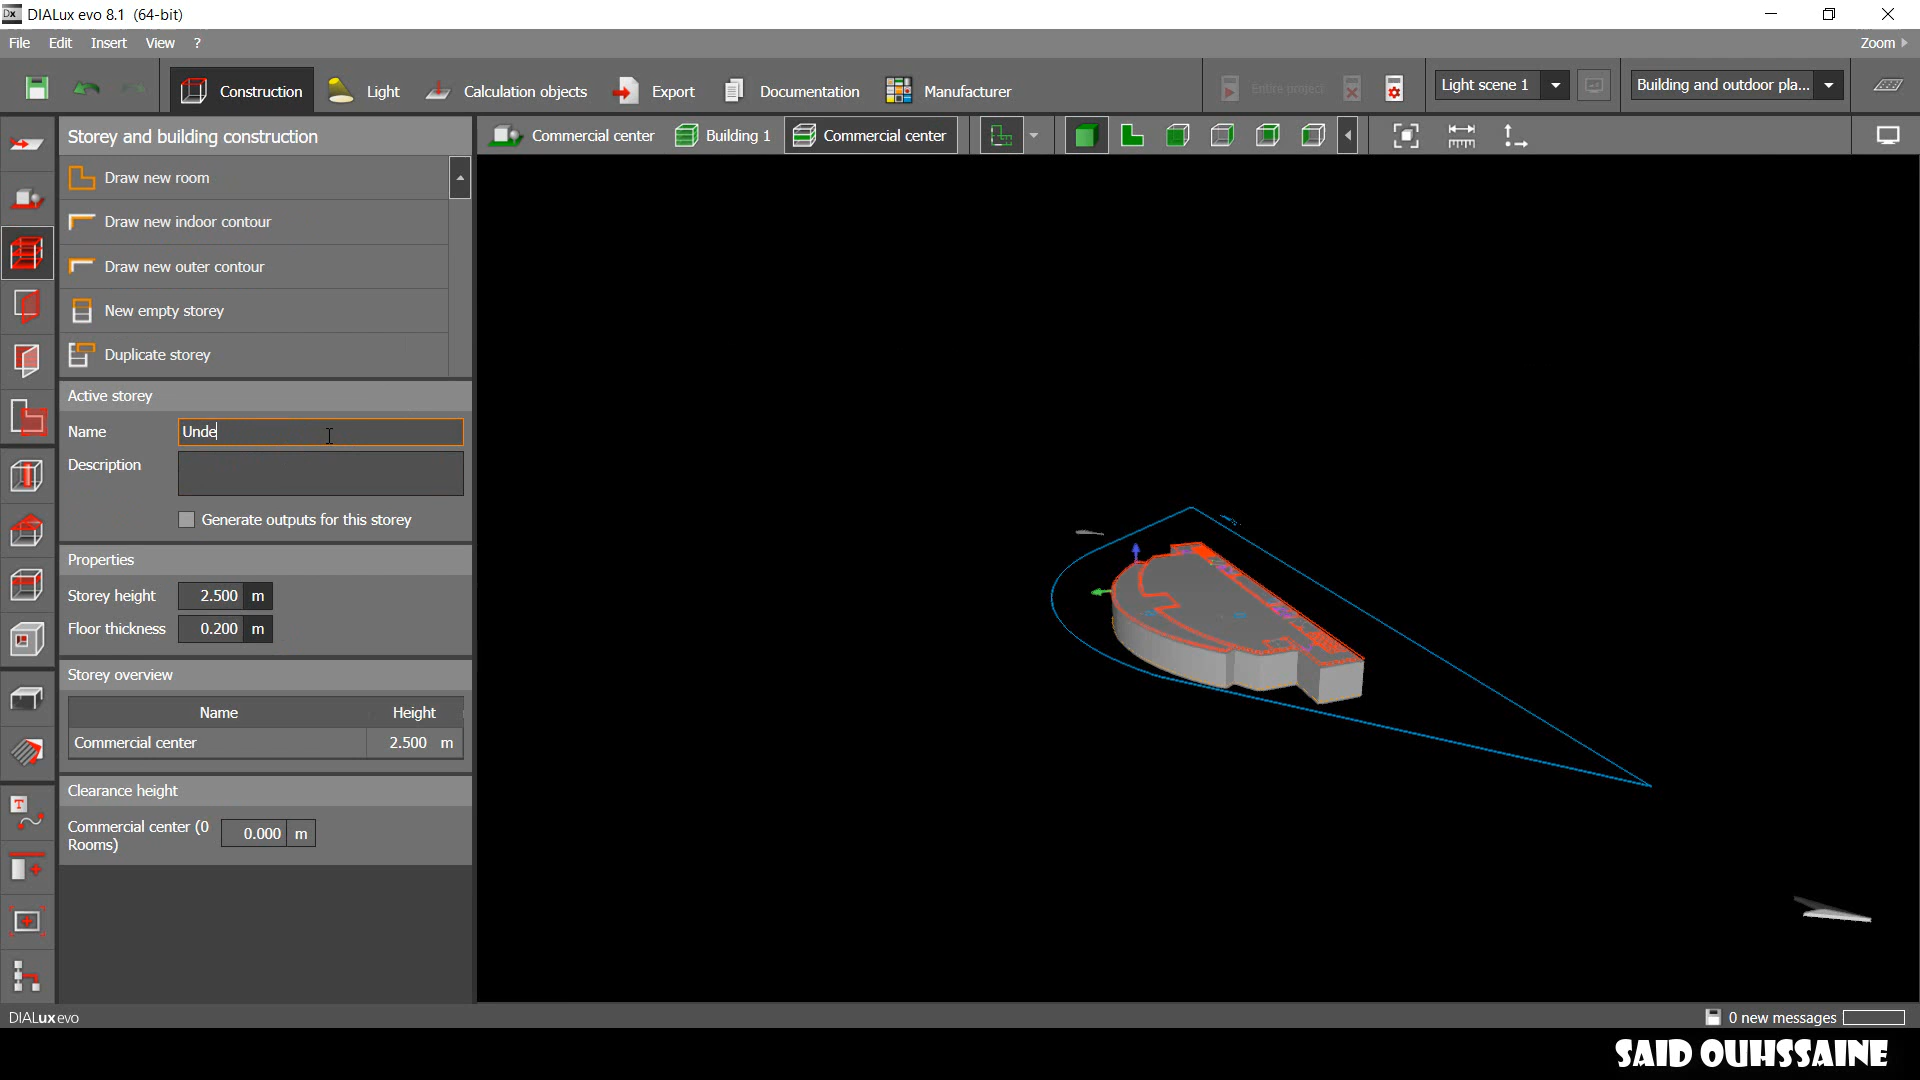 DIALux evo 8.1 (64-bit)
File Edit Insert View ?
Zoom
Construction Light Calculation objects Export Documentation Manufacturer Entire project Light scene 1 Building and outdoor pla...
Storey and building construction
Commercial center Building 1 Commercial center
Draw new room
Draw new indoor contour
Draw new outer contour
New empty storey
Duplicate storey
Active storey
Name Unde
Description
Generate outputs for this storey
Properties
Storey height 2.500 m
Floor thickness 0.200 m
Storey overview
Name Height
Commercial center 2.500 m
Clearance height
Commercial center (0
Rooms) 0.000 m
DIALux evo
0 new messages
SAID OUHSSAINE